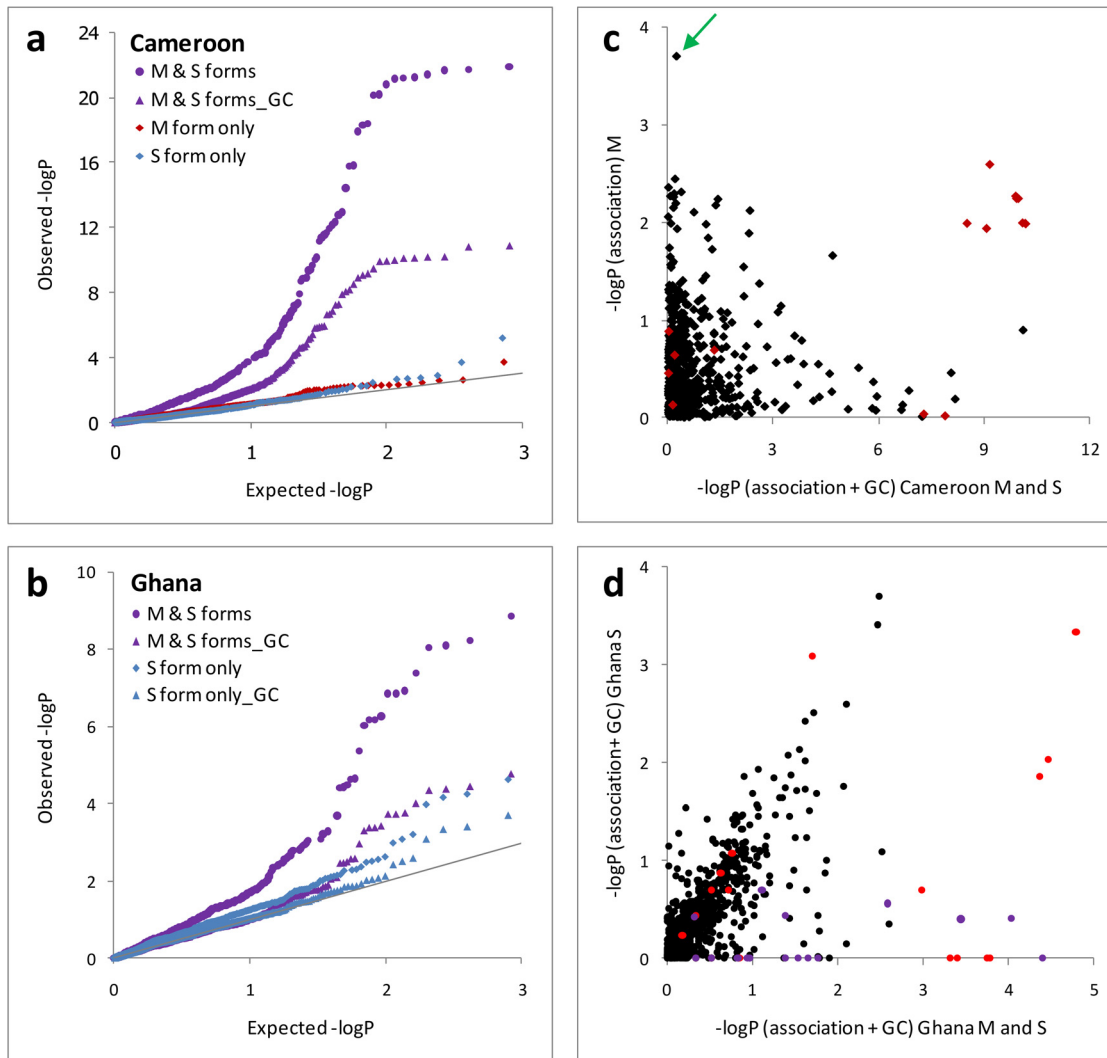 a
Cameroon
M & S forms
M & S forms_GC
M form only
S form only
24
20
16
12
8
4
0
0
1
2
3
Observed -logP
Expected -logP
c
4
3
2
1
0
0
3
6
9
12
-logP (association) M
-logP (association + GC) Cameroon M and S
b
Ghana
M & S forms
M & S forms_GC
S form only
S form only_GC
10
8
6
4
2
0
0
1
2
3
Observed -logP
Expected -logP
d
4
3
2
1
0
0
1
2
3
4
5
-logP (association+ GC) Ghana S
-logP (association + GC) Ghana M and S